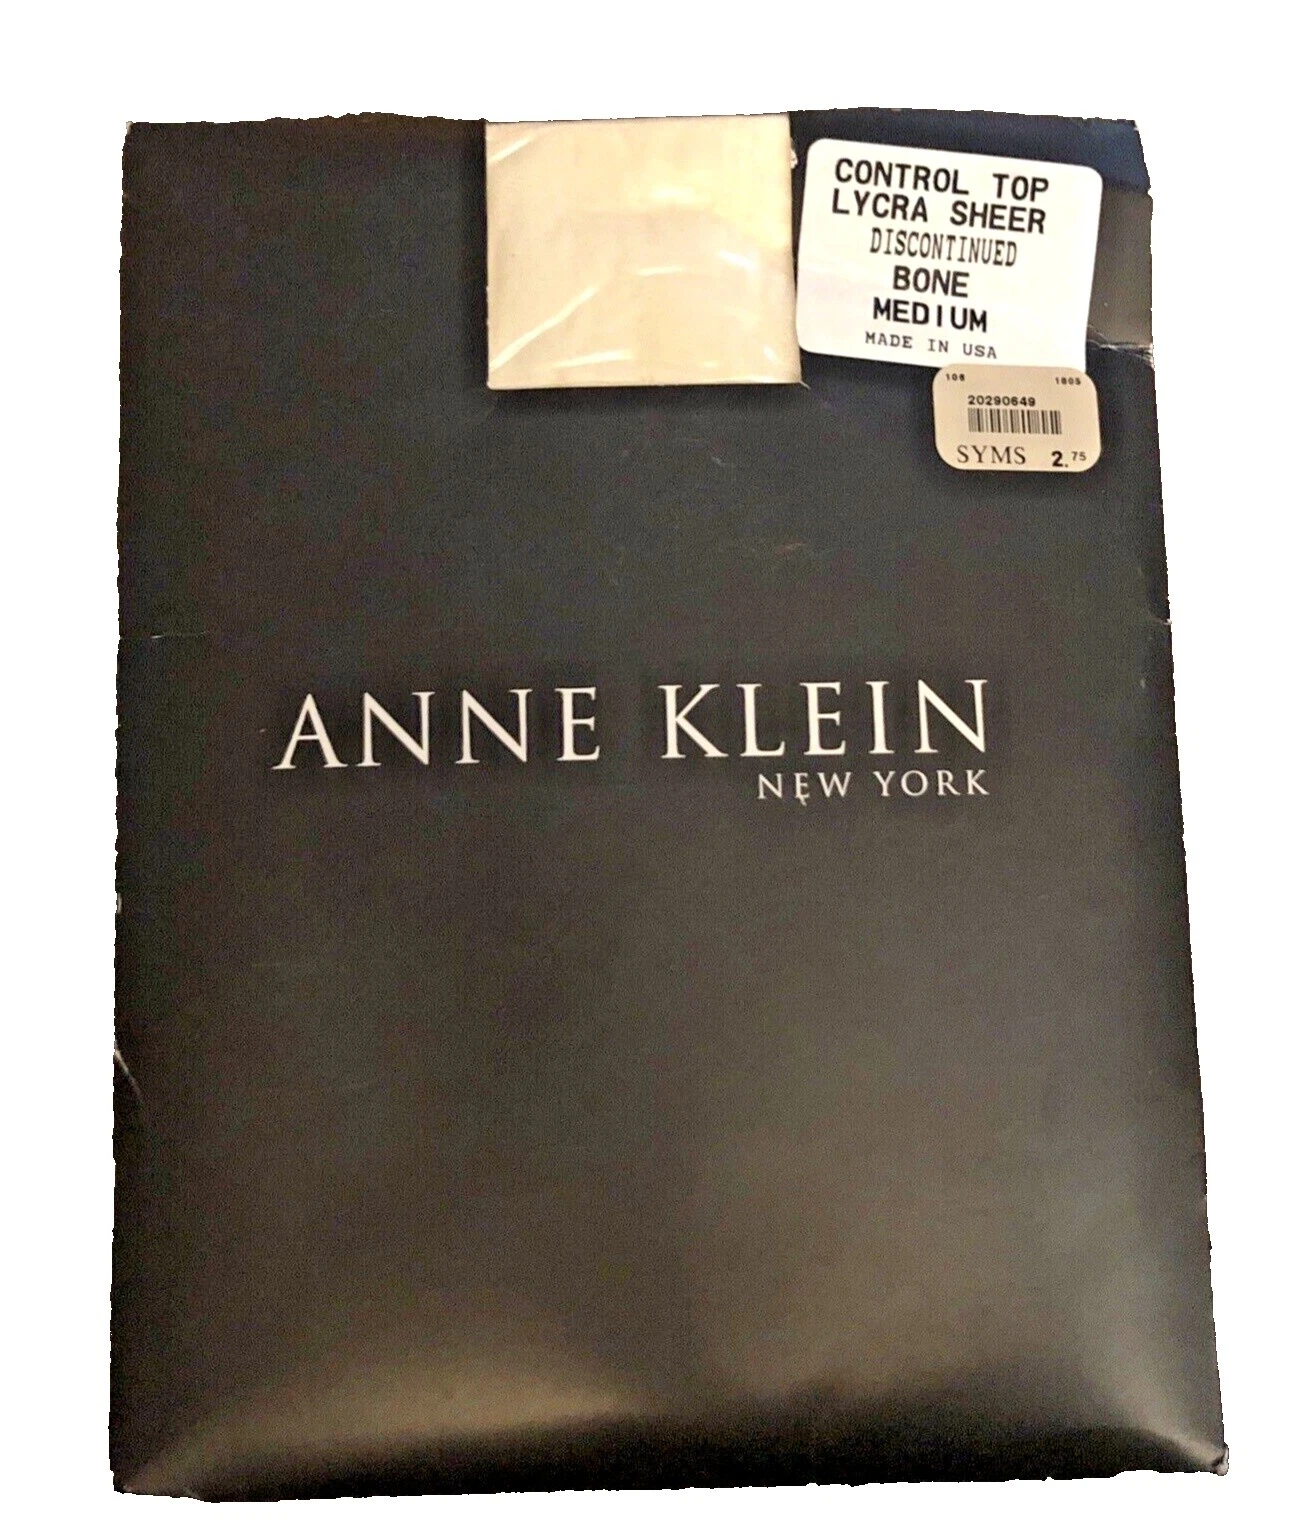 CONTROL TOP
LYCRA SHEER
DISCONTINUED
BONE
MEDIUM
MADE IN USA
106 1805
20290649
SYMS 2.75
ANNE KLEIN
NEW YORK